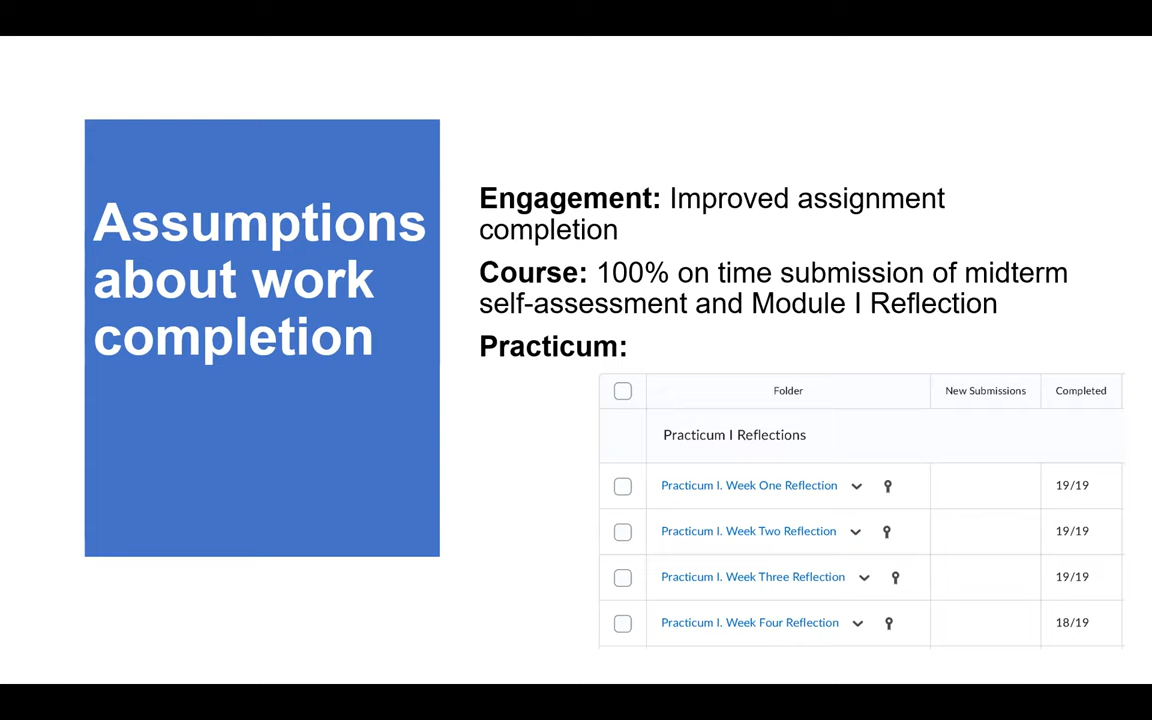 Assumptions
about work
completion
Engagement: Improved assignment
completion
Course: 100% on time submission of midterm
self-assessment and Module I Reflection
Practicum:
Folder New Submissions Completed
Practicum I Reflections
Practicum I. Week One Reflection 19/19
Practicum I. Week Two Reflection 19/19
Practicum I. Week Three Reflection 19/19
Practicum I. Week Four Reflection 18/19